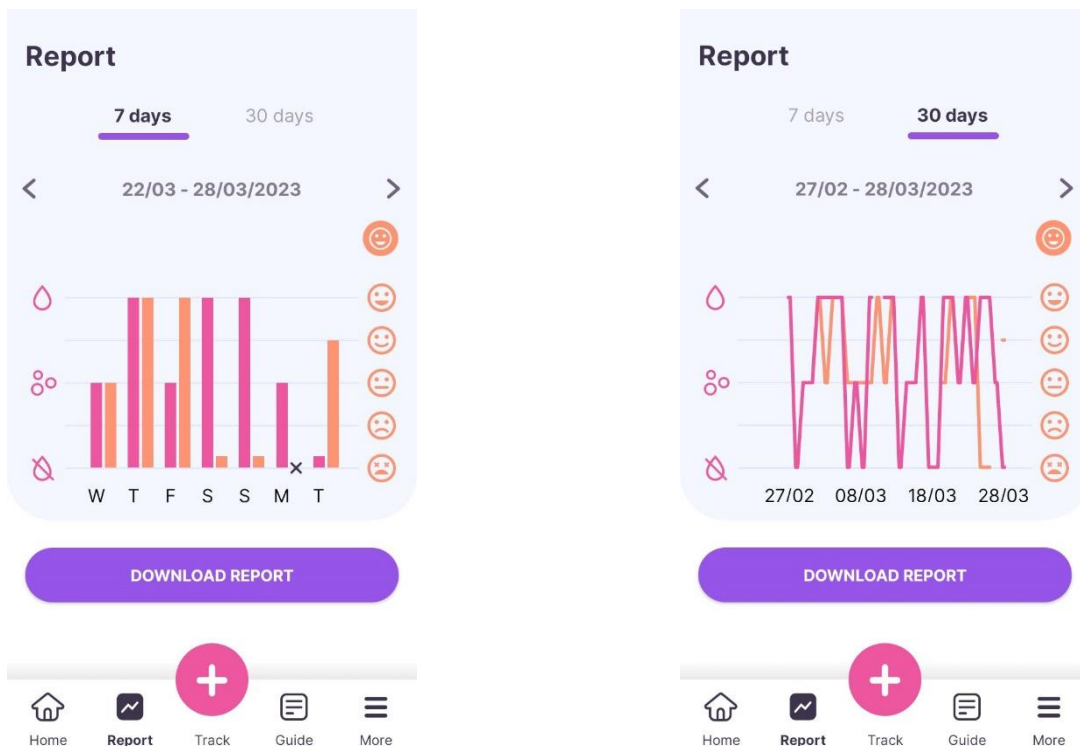 Report
7 days 30 days
22/03 - 28/03/2023
W T F S S M T
DOWNLOAD REPORT
Home Report Track Guide More
Report
7 days 30 days
27/02 - 28/03/2023
27/02 08/03 18/03 28/03
DOWNLOAD REPORT
Home Report Track Guide More